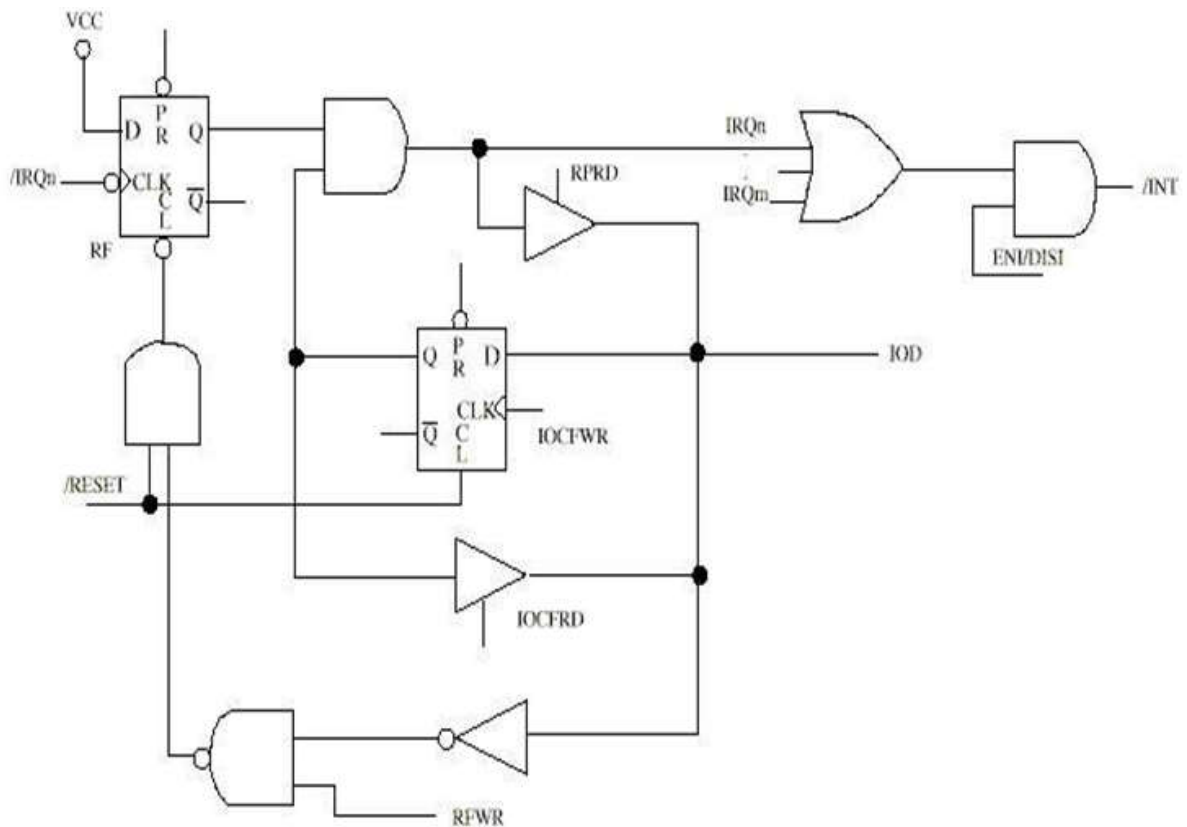 VCC
P
R
D
Q
/IRQn
CLK
C
L
Q
RF
IRQn
IRQm
RPRD
/INT
ENI/DISI
Q
P
R
D
IOD
CLK
Q
C
L
IOCFWR
/RESET
IOCFRD
RFWR